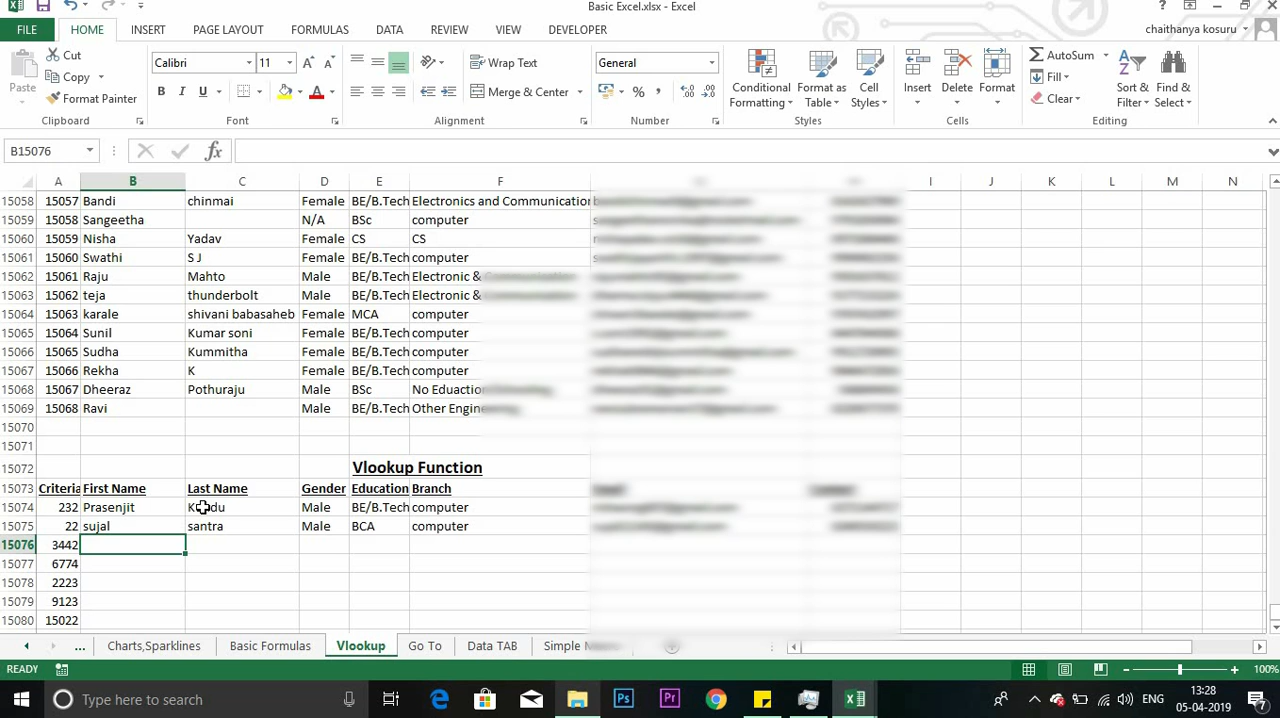 Basic Excel.xlsx - Excel
FILE HOME INSERT PAGE LAYOUT FORMULAS DATA REVIEW VIEW DEVELOPER chaithanya kosuru
Paste Cut Copy Format Painter Clipboard
Calibri 11 B I U A Font
Wrap Text Merge & Center Alignment
General % Number
Conditional Formatting Format as Table Cell Styles Styles
Insert Delete Format Cells
AutoSum Fill Clear Sort & Filter Find & Select Editing
B15076 fx
A B C D E F I J K L M N
15058 15057 Bandi chinmai Female BE/B.Tech Electronics and Communication
15059 15058 Sangeetha N/A BSc computer
15060 15059 Nisha Yadav Female CS CS
15061 15060 Swathi S J Female BE/B.Tech computer
15062 15061 Raju Mahto Male BE/B.Tech Electronic &
15063 15062 teja thunderbolt Male BE/B.Tech Electronic &
15064 15063 karale shivani babasaheb Female MCA computer
15065 15064 Sunil Kumar soni Female BE/B.Tech computer
15066 15065 Sudha Kummitha Female BE/B.Tech computer
15067 15066 Rekha K Female BE/B.Tech computer
15068 15067 Dheeraz Pothuraju Male BSc No Eduaction
15069 15068 Ravi Male BE/B.Tech Other
15070
15071
15072 Vlookup Function
15073 Criteria First Name Last Name Gender Education Branch
15074 232 Prasenjit Male BE/B.Tech computer
15075 22 sujal santra Male BCA computer
15076 3442
15077 6774
15078 2223
15079 9123
15080 15022
... Charts,Sparklines Basic Formulas Vlookup Go To Data TAB Simple
READY 100%
Type here to search ENG 13:28
05-04-2019